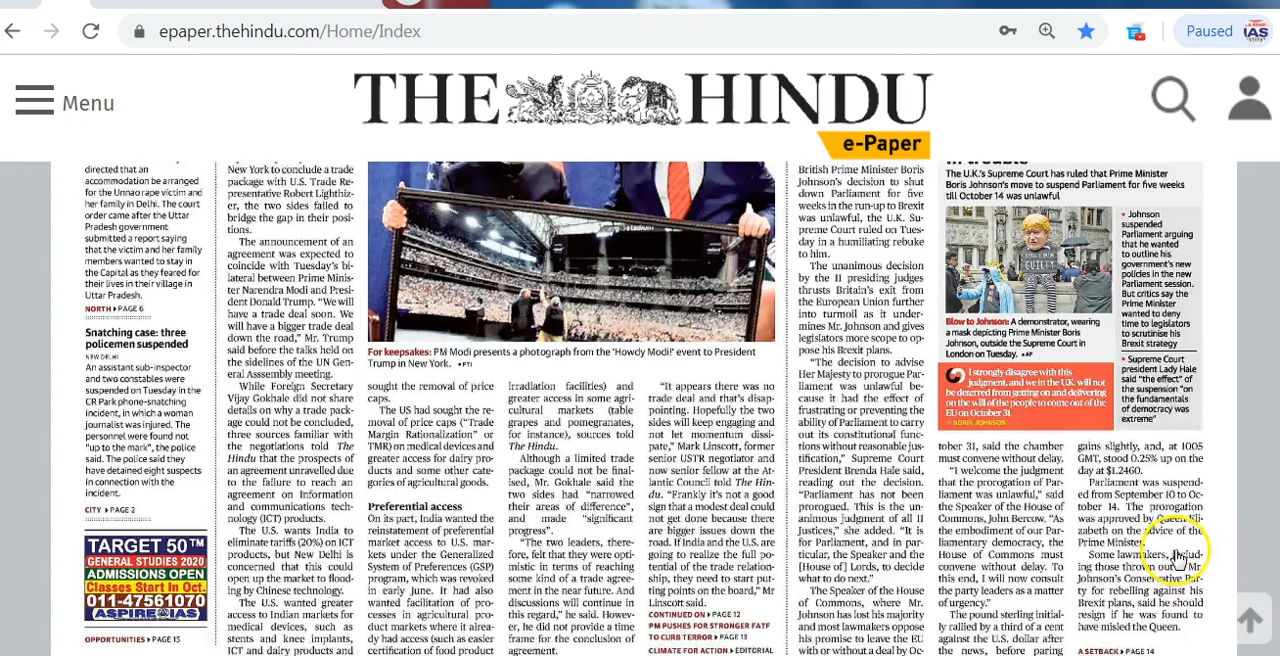 epaper.thehindu.com/Home/Index
Paused
IAS
Menu
THE HINDU
e-Paper
directed that an
accommodation be arranged
for the Unnao rape victim and
her family in Delhi. The court
order came after the Uttar
Pradesh government
submitted a report saying
that the victim and her family
members wanted to stay in
the Capital as they feared for
their lives in their village in
Uttar Pradesh.
NORTH ▶ PAGE 6
Snatching case: three
policemen suspended
NEW DELHI
An assistant sub-inspector
and two constables were
suspended on Tuesday in the
CR Park phone-snatching
incident, in which a woman
journalist was injured. The
personnel were found not
"up to the mark", the police
said. The police said they
have detained eight suspects
in connection with the
incident.
CITY ▶ PAGE 2
TARGET 50™
GENERAL STUDIES 2020
ADMISSIONS OPEN
Classes Start in Oct.
011-47561070
ASPIRE IAS
OPPORTUNITIES ▶ PAGE 15
New York to conclude a trade
package with U.S. Trade Re-
presentative Robert Lighthiz-
er, the two sides failed to
bridge the gap in their posi-
tions.
The announcement of an
agreement was expected to
coincide with Tuesday's bi-
lateral between Prime Minis-
ter Narendra Modi and Presi-
dent Donald Trump. "We will
have a trade deal soon. We
will have a bigger trade deal
down the road," Mr. Trump
said before the talks held on
the sidelines of the UN Gen-
eral Assembly meeting.
While Foreign Secretary
Vijay Gokhale did not share
details on why a trade pack-
age could not be concluded,
three sources familiar with
the negotiations told The
Hindu that the prospects of
an agreement unravelled due
to the failure to reach an
agreement on Information
and communications tech-
nology (ICT) products.
The U.S. wants India to
eliminate tariffs (20%) on ICT
products, but New Delhi is
concerned that this could
open up the market to flood-
ing by Chinese technology.
The U.S. wanted greater
access to Indian markets for
medical devices, such as
stents and knee implants,
ICT and dairy products and
For keepsakes: PM Modi presents a photograph from the 'Howdy Modi!' event to President
Trump in New York. • PTI
sought the removal of price
caps.
The US had sought the re-
moval of price caps ("Trade
Margin Rationalization" or
TMR) on medical devices and
greater access for dairy pro-
ducts and some other cate-
gories of agricultural goods.
Preferential access
On its part, India wanted the
reinstatement of preferential
access to the U.S. mar-
kets under the Generalized
System of Preferences (GSP)
program, which was revoked
in early June. It had also
wanted facilitation of pro-
cesses in agricultural pro-
duct markets where it alrea-
dy had access (such as easier
certification of food product
irradiation facilities) and
greater access in some agri-
cultural markets (table
grapes and pomegranates,
for instance), sources told
The Hindu.
Although a limited trade
package could not be final-
ised, Mr. Gokhale said the
two sides had "narrowed
their areas of difference",
and made "significant
progress".
"The two leaders, there-
fore, felt that they were opti-
mistic in terms of reaching
some kind of a trade agree-
ment in the near future. And
discussions will continue in
this regard," he said. Howev-
er, he did not provide a time
frame for the conclusion of
agreement.
"It appears there was no
trade deal and that's disap-
pointing. Hopefully the two
sides will keep engaging and
not let momentum dissi-
pate," Mark Linscott, former
senior USTR negotiator and
now senior fellow at the At-
lantic Council told The Hin-
du. "Frankly it's not a good
sign that a modest deal could
not get done because there
are bigger issues down the
road. If India and the U.S. are
going to realize the full po-
tential of the trade relation-
ship, they need to start put-
ting points on the board," Mr
Linscott said.
CONTINUED ON ▶ PAGE 12
PM PUSHES FOR STRONGER FATF
TO CURB TERROR ▶ PAGE 13
CLIMATE FOR ACTION ▶ EDITORIAL
British Prime Minister Boris
Johnson's decision to shut
down Parliament for five
weeks in the run-up to Brexit
was unlawful, the U.K. Su-
preme Court ruled on Tues-
day in a humiliating rebuke
to him.
The unanimous decision
by the 11 presiding judges
thrusts Britain's exit from
the European Union further
into turmoil as it under-
mines Mr. Johnson and gives
legislators more scope to op-
pose his Brexit plans.
"The decision to advise
Her Majesty to prorogue Par-
liament was unlawful be-
cause it had the effect of
frustrating or preventing the
ability of Parliament to carry
out its constitutional func-
tions without reasonable jus-
tification," Supreme Court
President Brenda Hale said,
reading out the decision.
"Parliament has not been
prorogued. This is the un-
animous judgment of all 11
Justices," she added. "It is
for Parliament, and in par-
ticular, the Speaker and the
[House of] Lords, to decide
what to do next."
The Speaker of the House
of Commons, where Mr.
Johnson has lost his majority
and most lawmakers oppose
his promise to leave the EU
with or without a deal by Oc-
The U.K.'s Supreme Court has ruled that Prime Minister
Boris Johnson's move to suspend Parliament for five weeks
till October 14 was unlawful
GUILTY
Blow to Johnson: A demonstrator, wearing
a mask depicting Prime Minister Boris
Johnson, outside the Supreme Court in
London on Tuesday. • AP
I strongly disagree with this
judgment, and we in the U.K. will not
be deterred from getting on and delivering
on the will of the people to come out of the
EU on October 31
— BORIS JOHNSON
• Johnson
suspended
Parliament arguing
that he wanted
to outline his
government's new
policies in the new
Parliament session.
But critics say the
Prime Minister
wanted to deny
time to legislators
to scrutinise his
Brexit strategy
• Supreme Court
president Lady Hale
said "the effect" of
the suspension "on
the fundamentals
of democracy was
extreme"
tober 31, said the chamber
must convene without delay.
"I welcome the judgment
that the prorogation of Par-
liament was unlawful," said
the Speaker of the House of
Commons, John Bercow. "As
the embodiment of our Par-
liamentary democracy, the
House of Commons must
convene without delay. To
this end, I will now consult
the party leaders as a matter
of urgency."
The pound sterling initial-
ly rallied by a third of a cent
against the U.S. dollar after
the news, before paring
gains slightly, and, at 1005
GMT, stood 0.25% up on the
day at $1.2460.
Parliament was suspend-
ed from September 10 to Oc-
tober 14. The prorogation
was approved by Queen Eli-
zabeth on the advice of the
Prime Minister.
Some lawmakers, includ-
ing those thrown out of Mr.
Johnson's Conservative Par-
ty for rebelling against his
Brexit plans, said he should
resign if he was found to
have misled the Queen.
A SETBACK ▶ PAGE 14